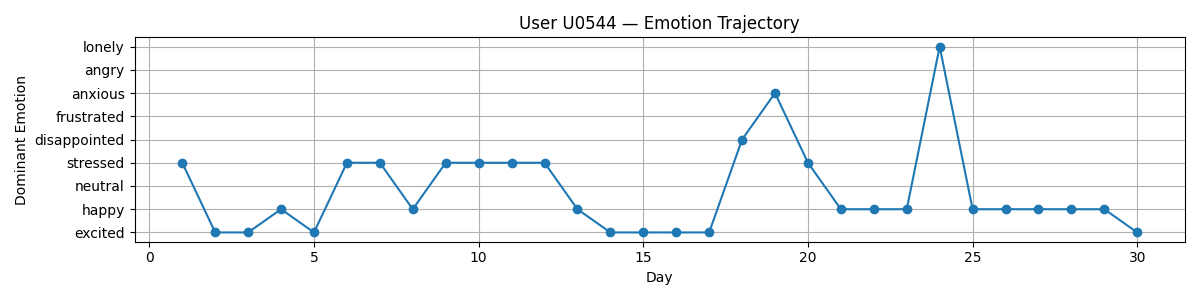 User U0544 — Emotion Trajectory
Dominant Emotion
lonely
angry
anxious
frustrated
disappointed
stressed
neutral
happy
excited
0 5 10 15 20 25 30
Day